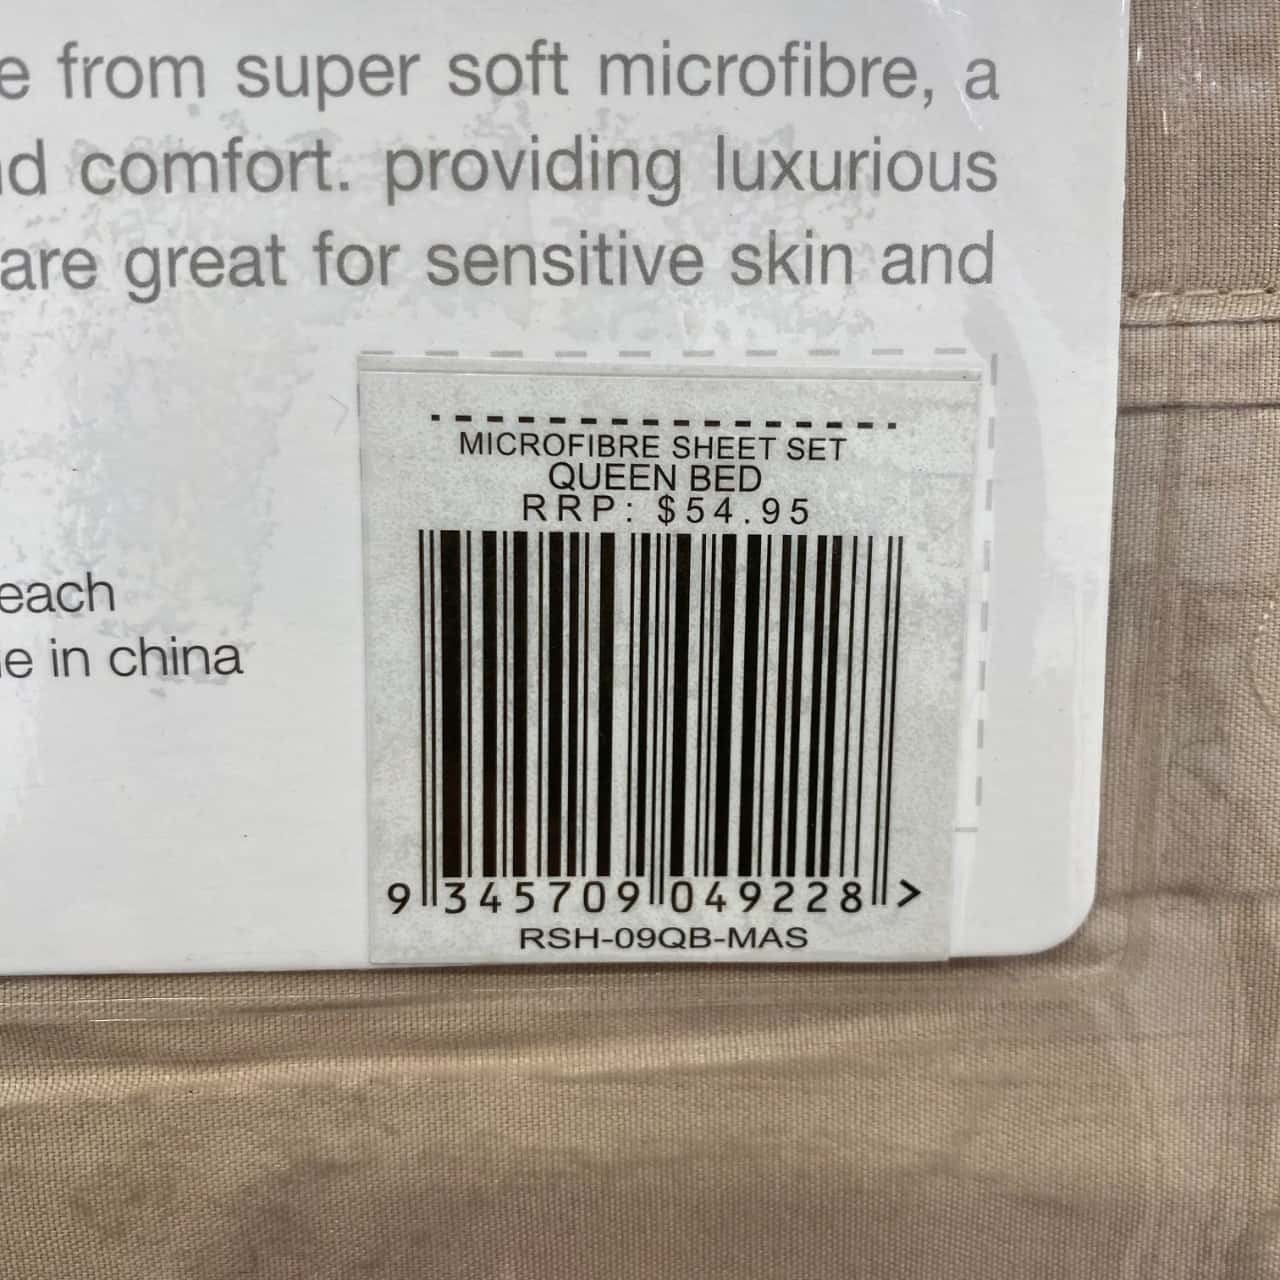 from super soft microfibre, a
comfort. providing luxurious
are great for sensitive skin and
MICROFIBRE SHEET SET
QUEEN BED
RRP: $54.95
each
in china
9 345709 049228 >
RSH-09QB-MAS